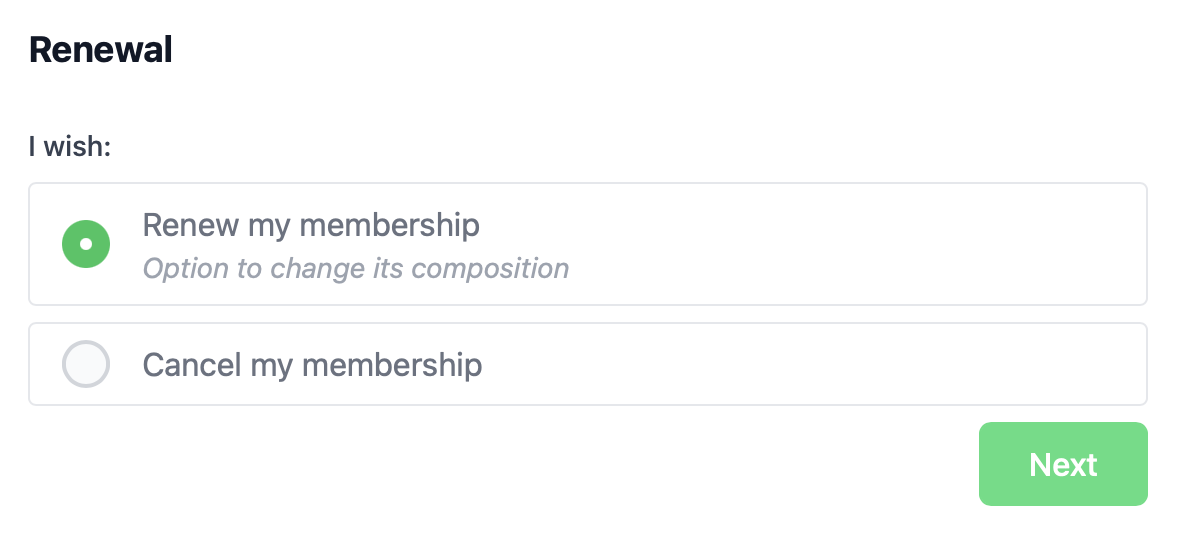 Renewal
I wish:
Renew my membership
Option to change its composition
Cancel my membership
Next